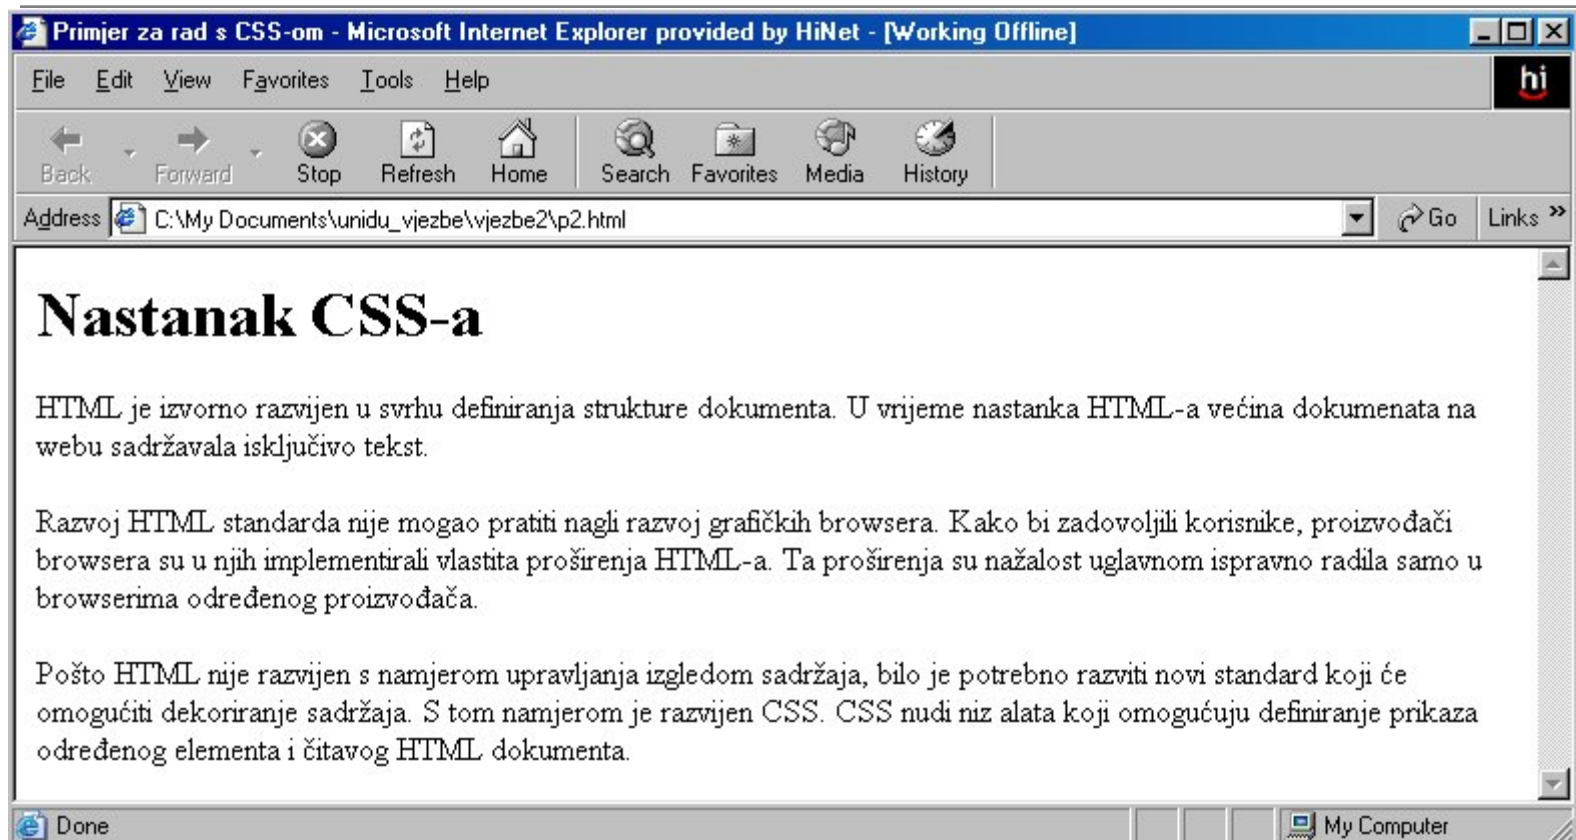 Primjer za rad s CSS-om - Microsoft Internet Explorer provided by HiNet - [Working Offline]
File Edit View Favorites Tools Help
hi
Back Forward Stop Refresh Home Search Favorites Media History
Address C:\My Documents\unidu_vjezbe\vjezbe2\p2.html Go Links »
Nastanak CSS-a
HTML je izvorno razvijen u svrhu definiranja strukture dokumenta. U vrijeme nastanka HTML-a većina dokumenata na
webu sadržavala isključivo tekst.
Razvoj HTML standarda nije mogao pratiti nagli razvoj grafičkih browsera. Kako bi zadovoljili korisnike, proizvođači
browsera su u njih implementirali vlastita proširenja HTML-a. Ta proširenja su nažalost uglavnom ispravno radila samo u
browserima određenog proizvođača.
Pošto HTML nije razvijen s namjerom upravljanja izgledom sadržaja, bilo je potrebno razviti novi standard koji će
omogućiti dekoriranje sadržaja. S tom namjerom je razvijen CSS. CSS nudi niz alata koji omogućuju definiranje prikaza
određenog elementa i čitavog HTML dokumenta.
Done My Computer